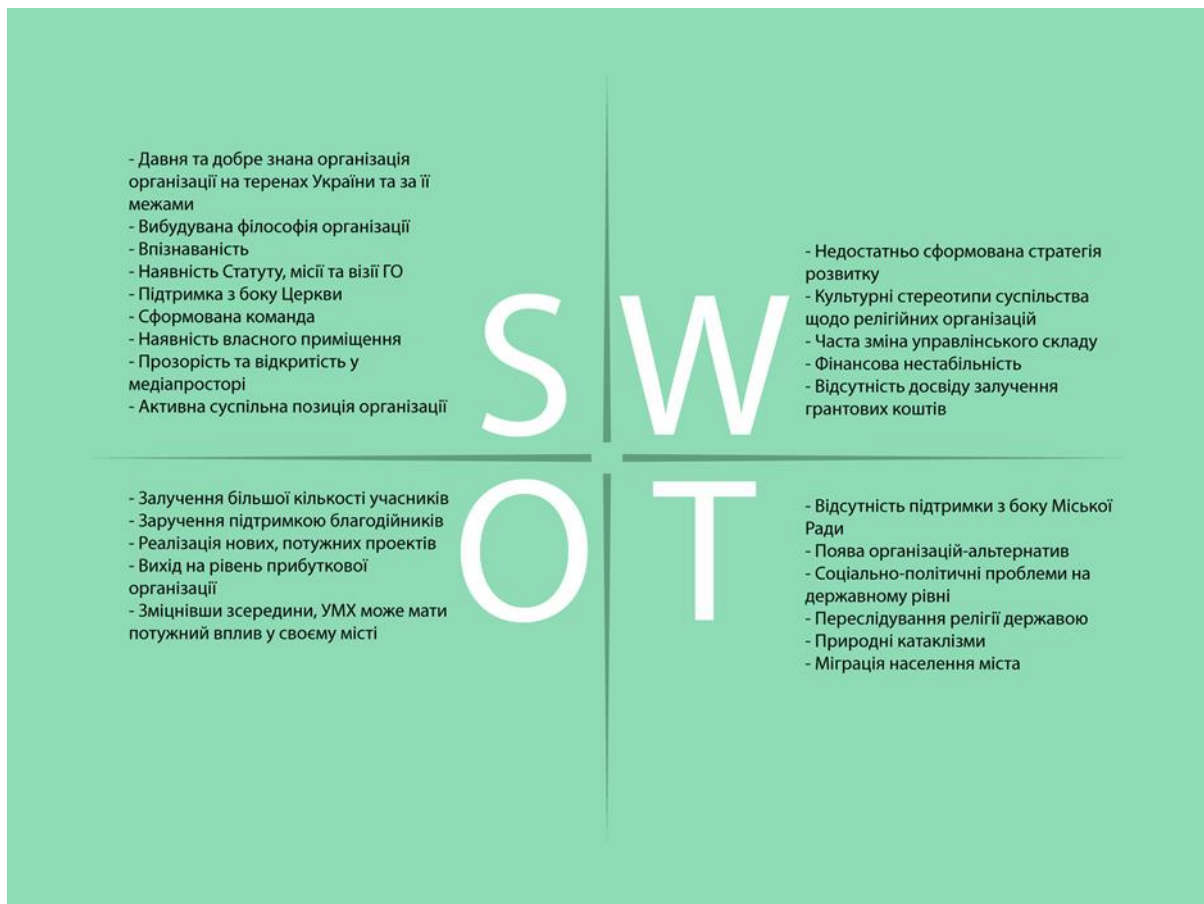 - Давня та добре знана організація
організації на теренах України та за її
межами
- Вибудувана філософія організації
- Впізнаваність
- Наявність Статуту, місії та візії ГО
- Підтримка з боку Церкви
- Сформована команда
- Наявність власного приміщення
- Прозорість та відкритість у
медіапросторі
- Активна суспільна позиція організації
S
W
- Недостатньо сформована стратегія
розвитку
- Культурні стереотипи суспільства
щодо релігійних організацій
- Часта зміна управлінського складу
- Фінансова нестабільність
- Відсутність досвіду залучення
грантових коштів
- Залучення більшої кількості учасників
- Заручення підтримкою благодійників
- Реалізація нових, потужних проектів
- Вихід на рівень прибуткової
організації
- Зміцнівши зсередини, УМХ може мати
потужний вплив у своєму місті
O
T
- Відсутність підтримки з боку Міської
Ради
- Поява організацій-альтернатив
- Соціально-політичні проблеми на
державному рівні
- Переслідування релігії державою
- Природні катаклізми
- Міграція населення міста